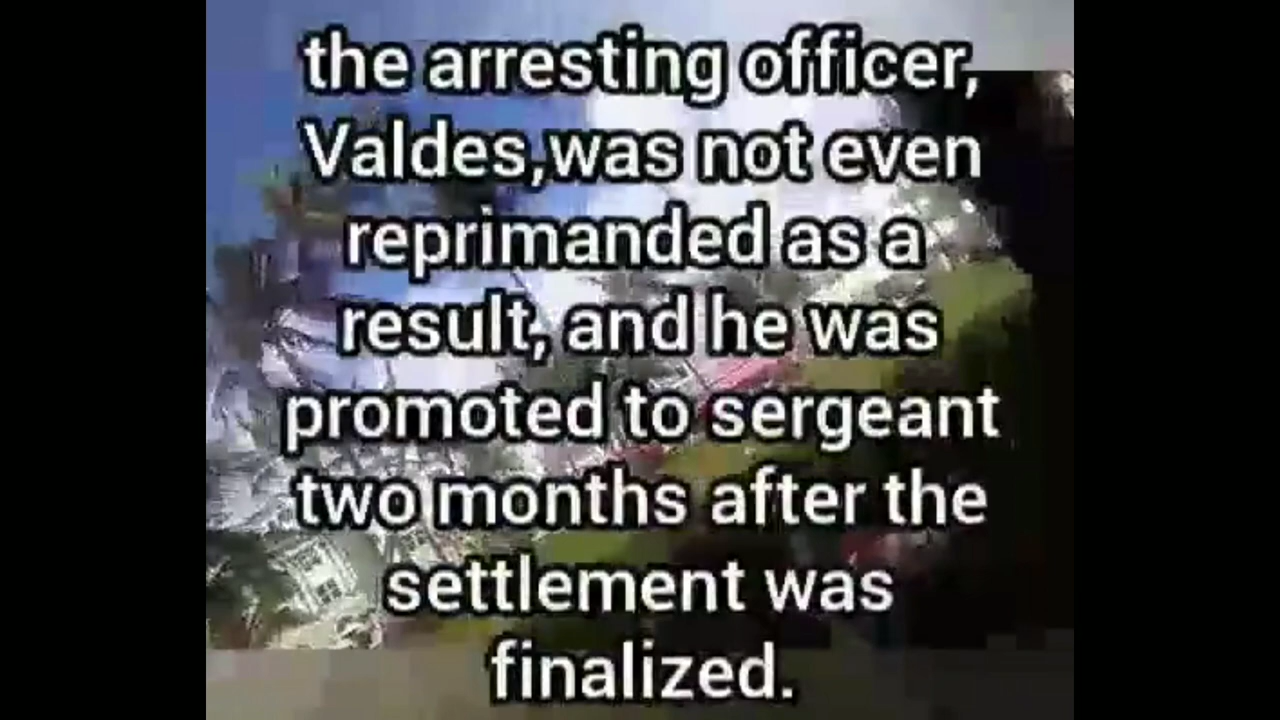 the arresting officer,
Valdes,was not even
reprimanded as a
result, and he was
promoted to sergeant
two months after the
settlement was
finalized.